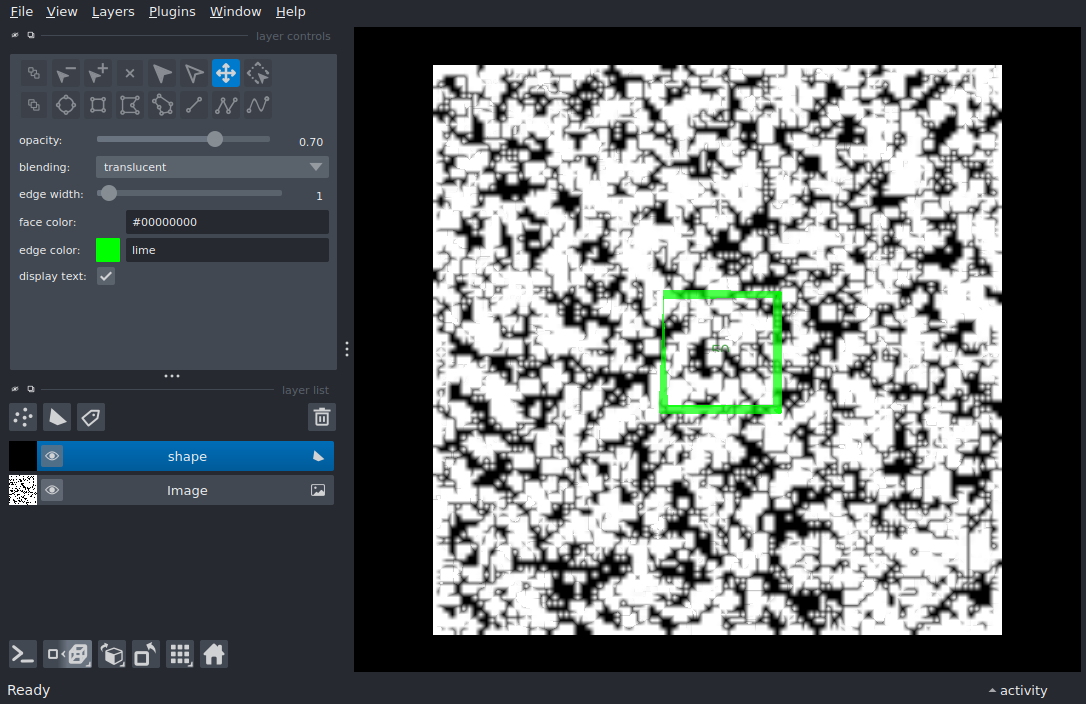 File View Layers Plugins Window Help
layer controls
opacity: 0.70
blending: translucent
edge width: 1
face color: #00000000
edge color: lime
display text:
layer list
shape
Image
Ready
activity